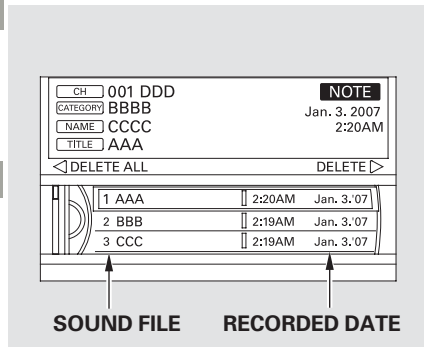 CH 001 DDD NOTE
CATEGORY BBBB Jan. 3. 2007
NAME CCCC 2:20AM
TITLE AAA
DELETE ALL DELETE
1 AAA 2:20AM Jan. 3.'07
2 BBB 2:19AM Jan. 3.'07
3 CCC 2:19AM Jan. 3.'07
SOUND FILE RECORDED DATE